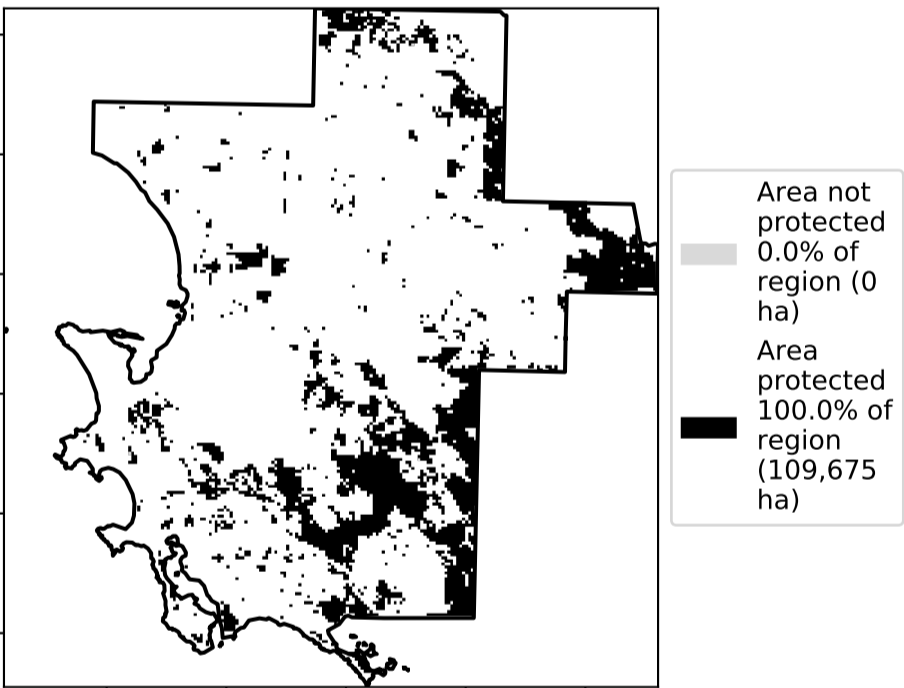 Area not
protected
0.0% of
region (0
ha)
Area
protected
100.0% of
region
(109,675
ha)